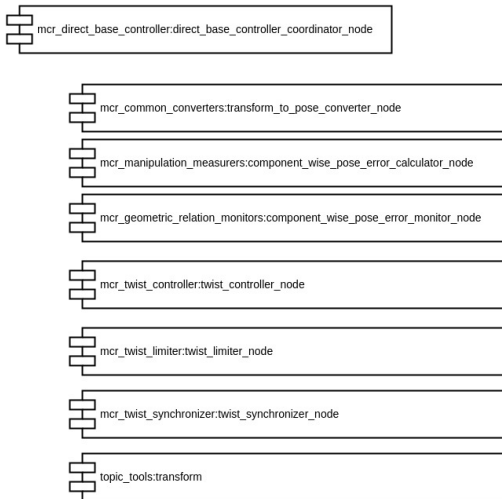 mcr_direct_base_controller:direct_base_controller_coordinator_node
mcr_common_converters:transform_to_pose_converter_node
mcr_manipulation_measurers:component_wise_pose_error_calculator_node
mcr_geometric_relation_monitors:component_wise_pose_error_monitor_node
mcr_twist_controller:twist_controller_node
mcr_twist_limiter:twist_limiter_node
mcr_twist_synchronizer:twist_synchronizer_node
topic_tools:transform